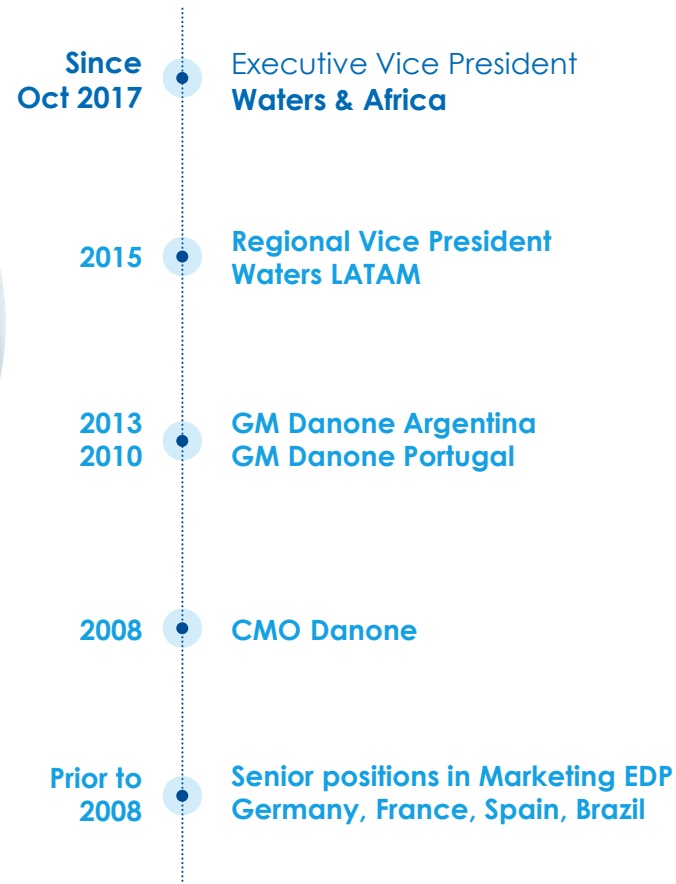 Since
Oct 2017
Executive Vice President
Waters & Africa
2015
Regional Vice President
Waters LATAM
2013
GM Danone Argentina
2010
GM Danone Portugal
2008
CMO Danone
Prior to
2008
Senior positions in Marketing EDP
Germany, France, Spain, Brazil